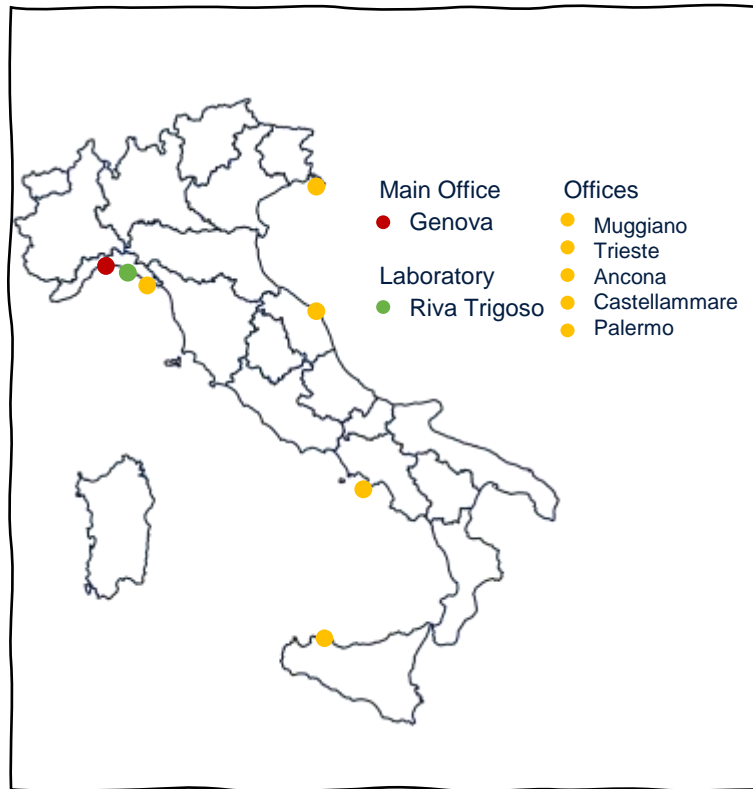 Main Office
Genova
Laboratory
Riva Trigoso
Offices
Muggiano
Trieste
Ancona
Castellammare
Palermo